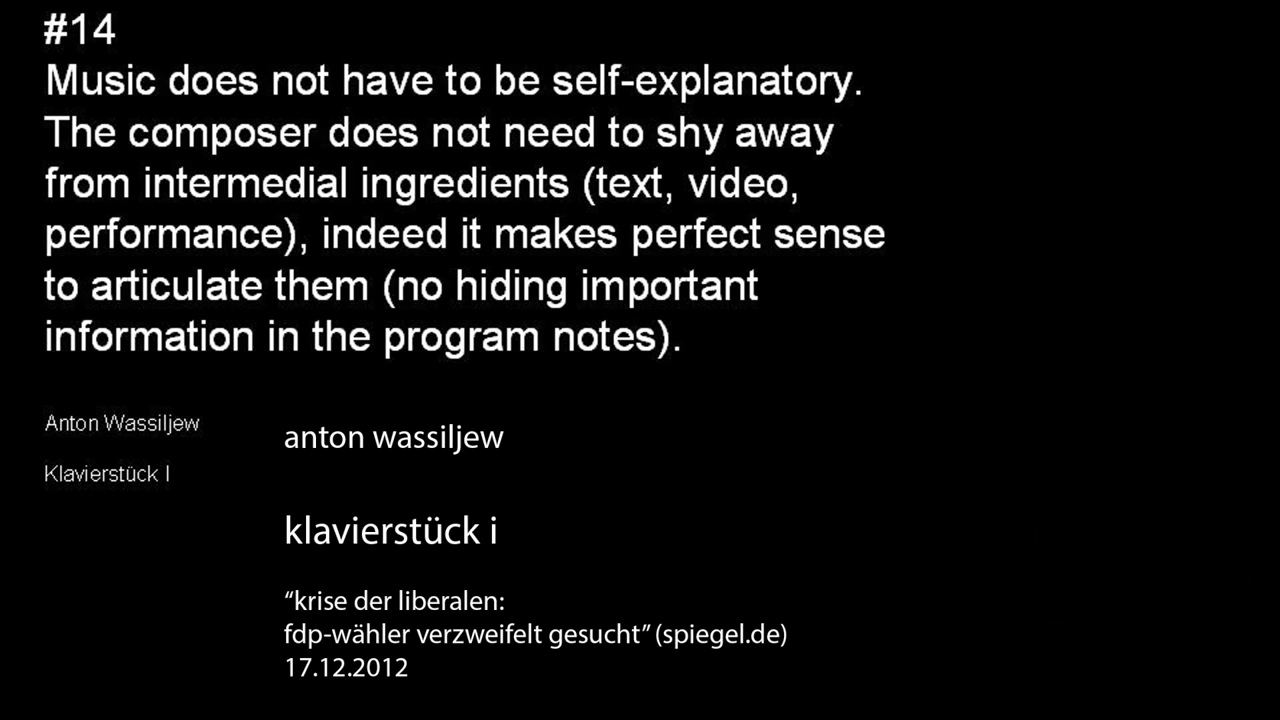 #14
Music does not have to be self-explanatory.
The composer does not need to shy away
from intermedial ingredients (text, video,
performance), indeed it makes perfect sense
to articulate them (no hiding important
information in the program notes).
Anton Wassiljew
Klavierstück I
anton wassiljew
klavierstück i
“krise der liberalen:
fdp-wähler verzweifelt gesucht” (spiegel.de)
17.12.2012